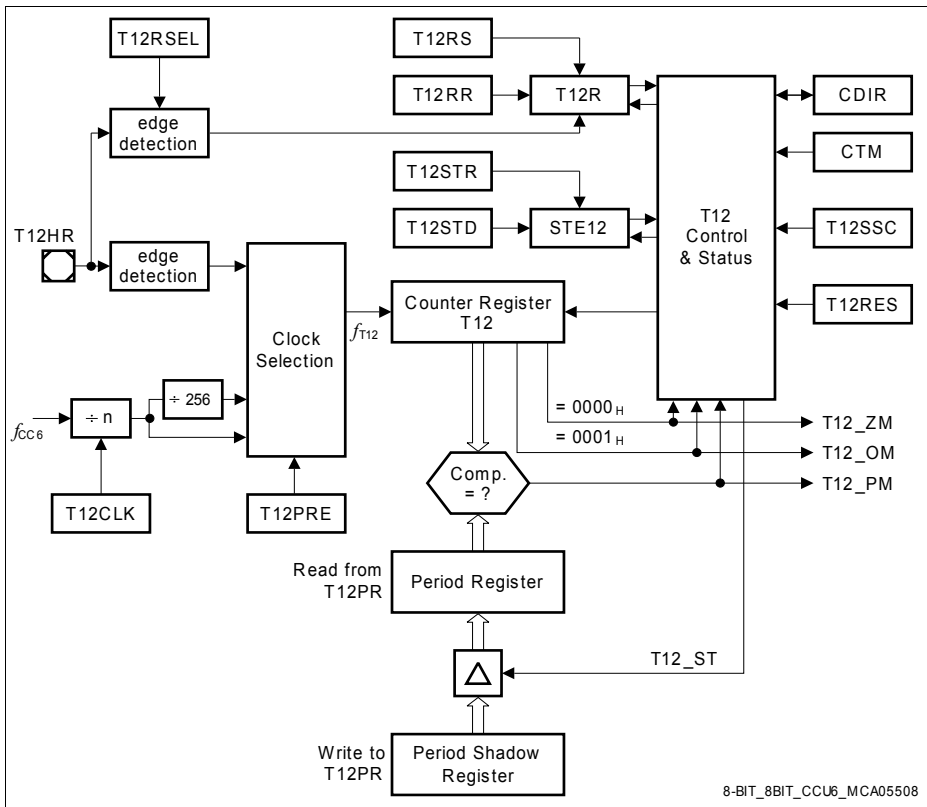 T12RSEL
T12RS
T12RR
T12R
CDIR
edge
detection
CTM
T12STR
T12
Control
& Status
T12HR
T12STD
STE12
T12SSC
edge
detection
Counter Register
T12
T12RES
Clock
Selection
fT12
÷ 256
fCC6
÷ n
= 0000H
T12_ZM
= 0001H
T12_OM
Comp.
= ?
T12_PM
T12CLK
T12PRE
Read from
T12PR
Period Register
T12_ST
Δ
Write to
T12PR
Period Shadow
Register
8-BIT_8BIT_CCU6_MCA05508